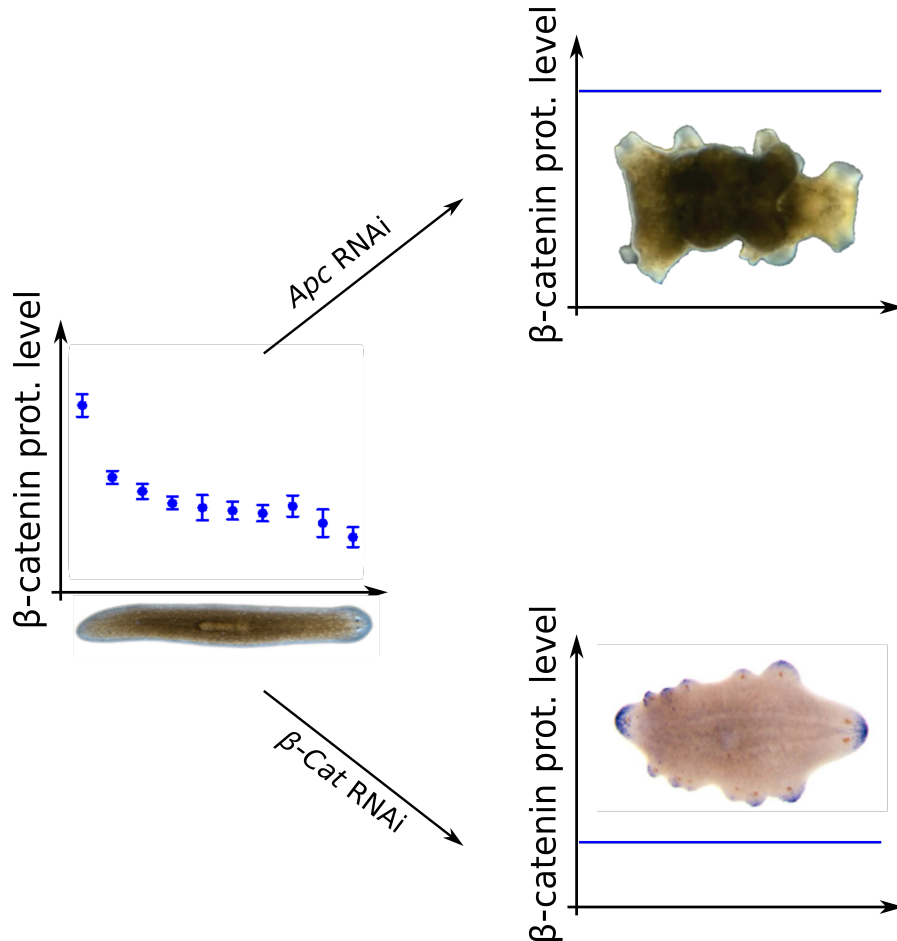 β-catenin prot. level
Apc RNAi
β-catenin prot. level
β-Cat RNAi
β-catenin prot. level